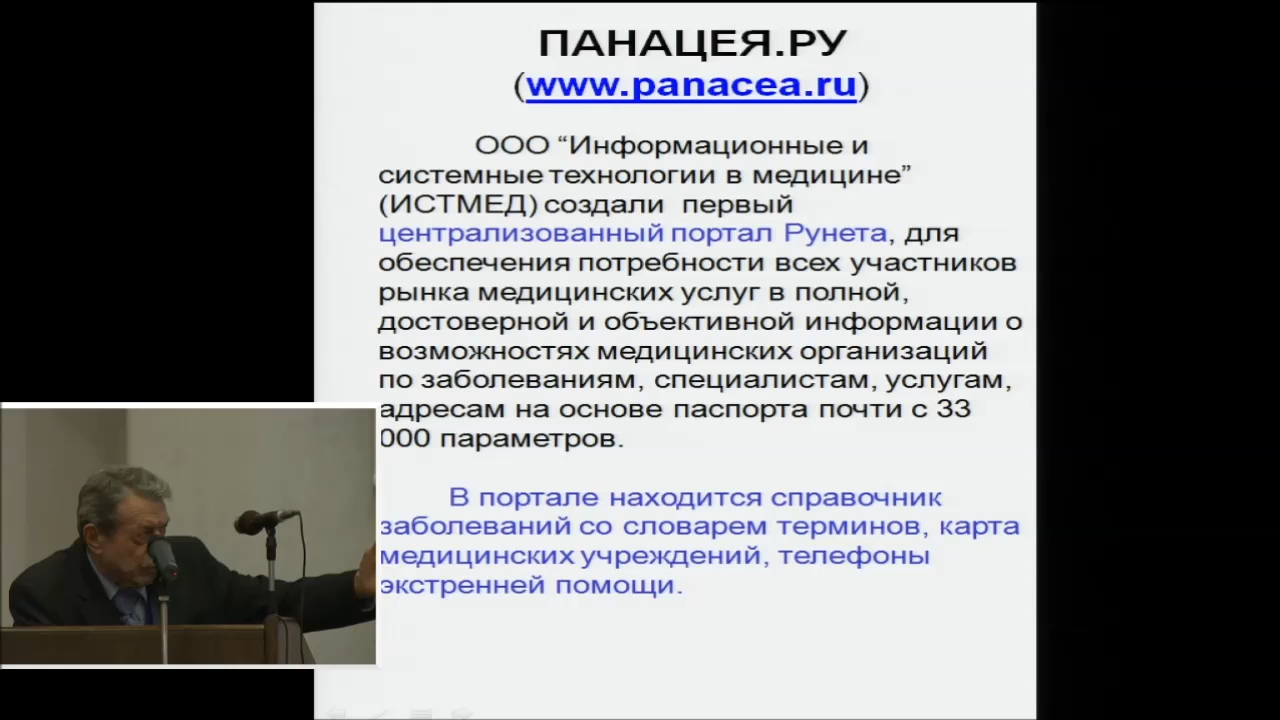 ПАНАЦЕЯ.РУ
(www.panacea.ru)
ООО “Информационные и
системные технологии в медицине”
(ИСТМЕД) создали первый
централизованный портал Рунета, для
обеспечения потребности всех участников
рынка медицинских услуг в полной,
достоверной и объективной информации о
возможностях медицинских организаций
по заболеваниям, специалистам, услугам,
адресам на основе паспорта почти с 33
000 параметров.
В портале находится справочник
заболеваний со словарем терминов, карта
медицинских учреждений, телефоны
экстренней помощи.